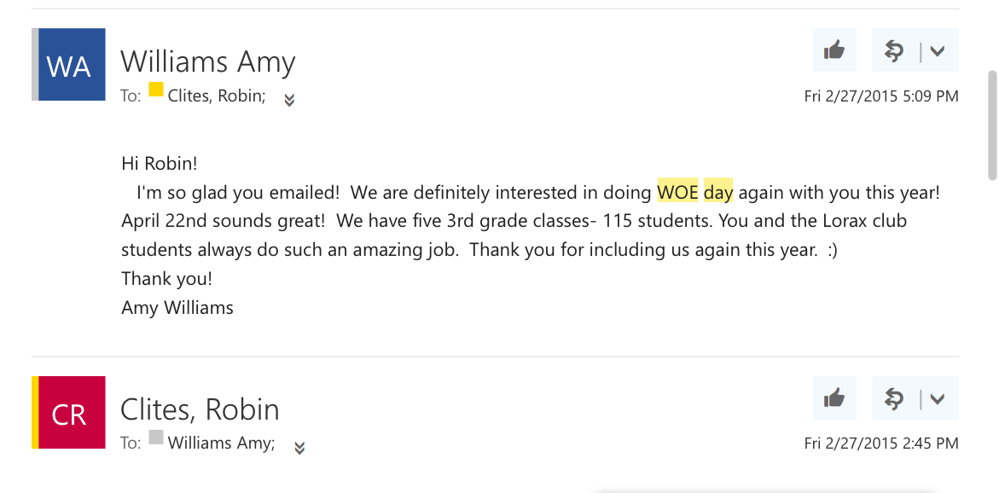 WA
Williams Amy
To: Clites, Robin;
Fri 2/27/2015 5:09 PM
Hi Robin!
I'm so glad you emailed!  We are definitely interested in doing WOE day again with you this year!
April 22nd sounds great!  We have five 3rd grade classes- 115 students. You and the Lorax club
students always do such an amazing job.  Thank you for including us again this year.  :)
Thank you!
Amy Williams
CR
Clites, Robin
To: Williams Amy;
Fri 2/27/2015 2:45 PM